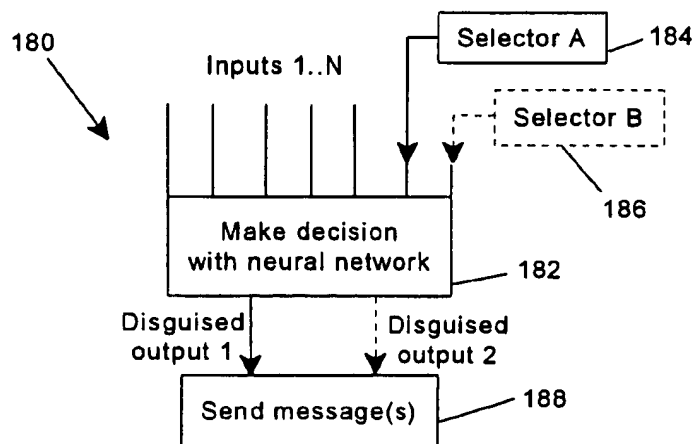 180
Inputs 1..N
Selector A
184
Selector B
186
Make decision
with neural network
182
Disguised
output 1
Disguised
output 2
Send message(s)
188